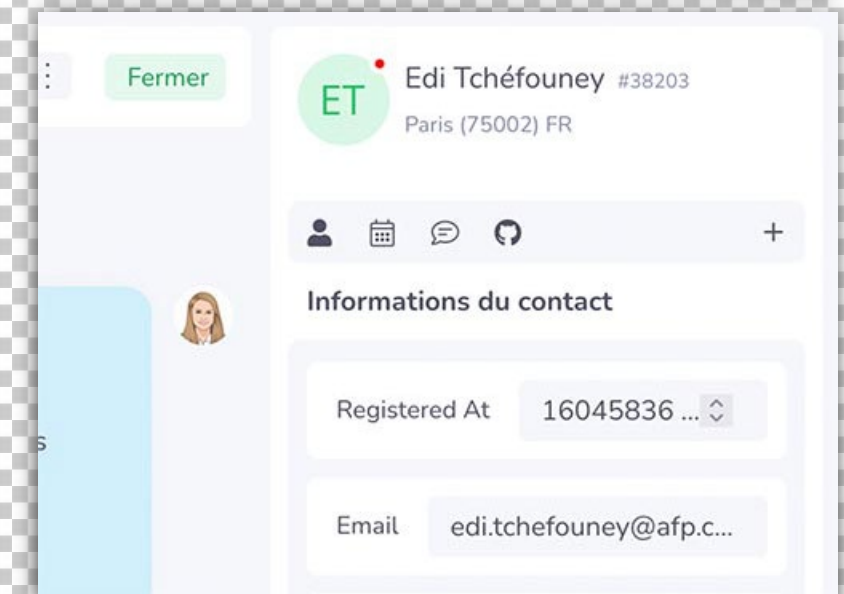 Fermer
ET
Edi Tchéfouney #38203
Paris (75002) FR
Informations du contact
s
Registered At 16045836 ...
Email edi.tchefouney@afp.c...